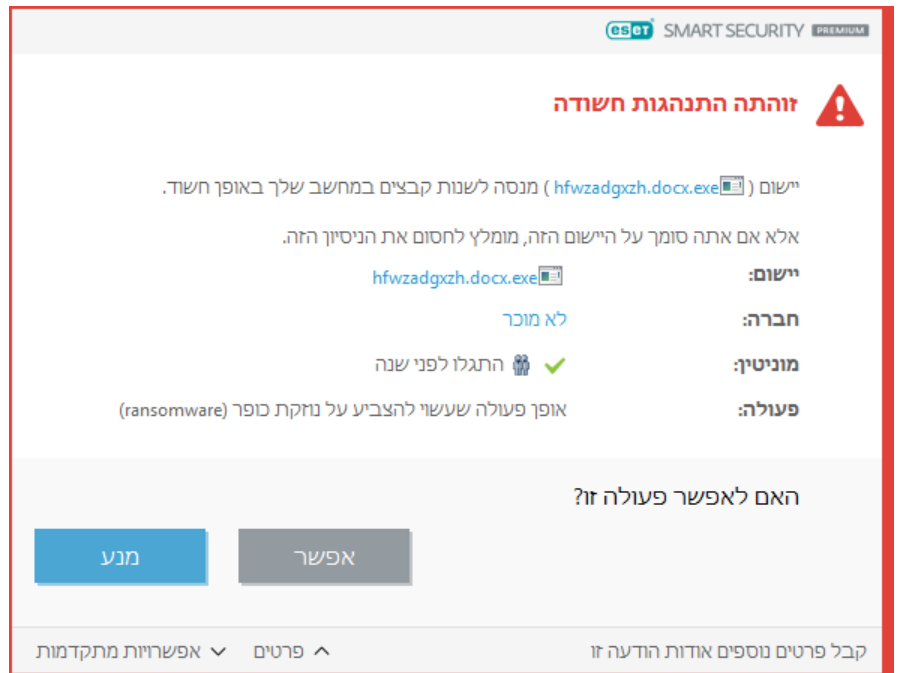 eset SMART SECURITY PREMIUM
זוהתה התנהגות חשודה
יישום ( hfwzadgxzh.docx.exe ) מנסה לשנות קבצים במחשב שלך באופן חשוד.
אלא אם אתה סומך על היישום הזה, מומלץ לחסום את הניסיון הזה.
יישום: hfwzadgxzh.docx.exe
חברה: לא מוכר
מוניטין: התגלו לפני שנה
פעולה: אופן פעולה שעשוי להצביע על נוזקת כופר (ransomware)
האם לאפשר פעולה זו?
אפשר מנע
קבל פרטים נוספים אודות הודעה זו פרטים אפשרויות מתקדמות